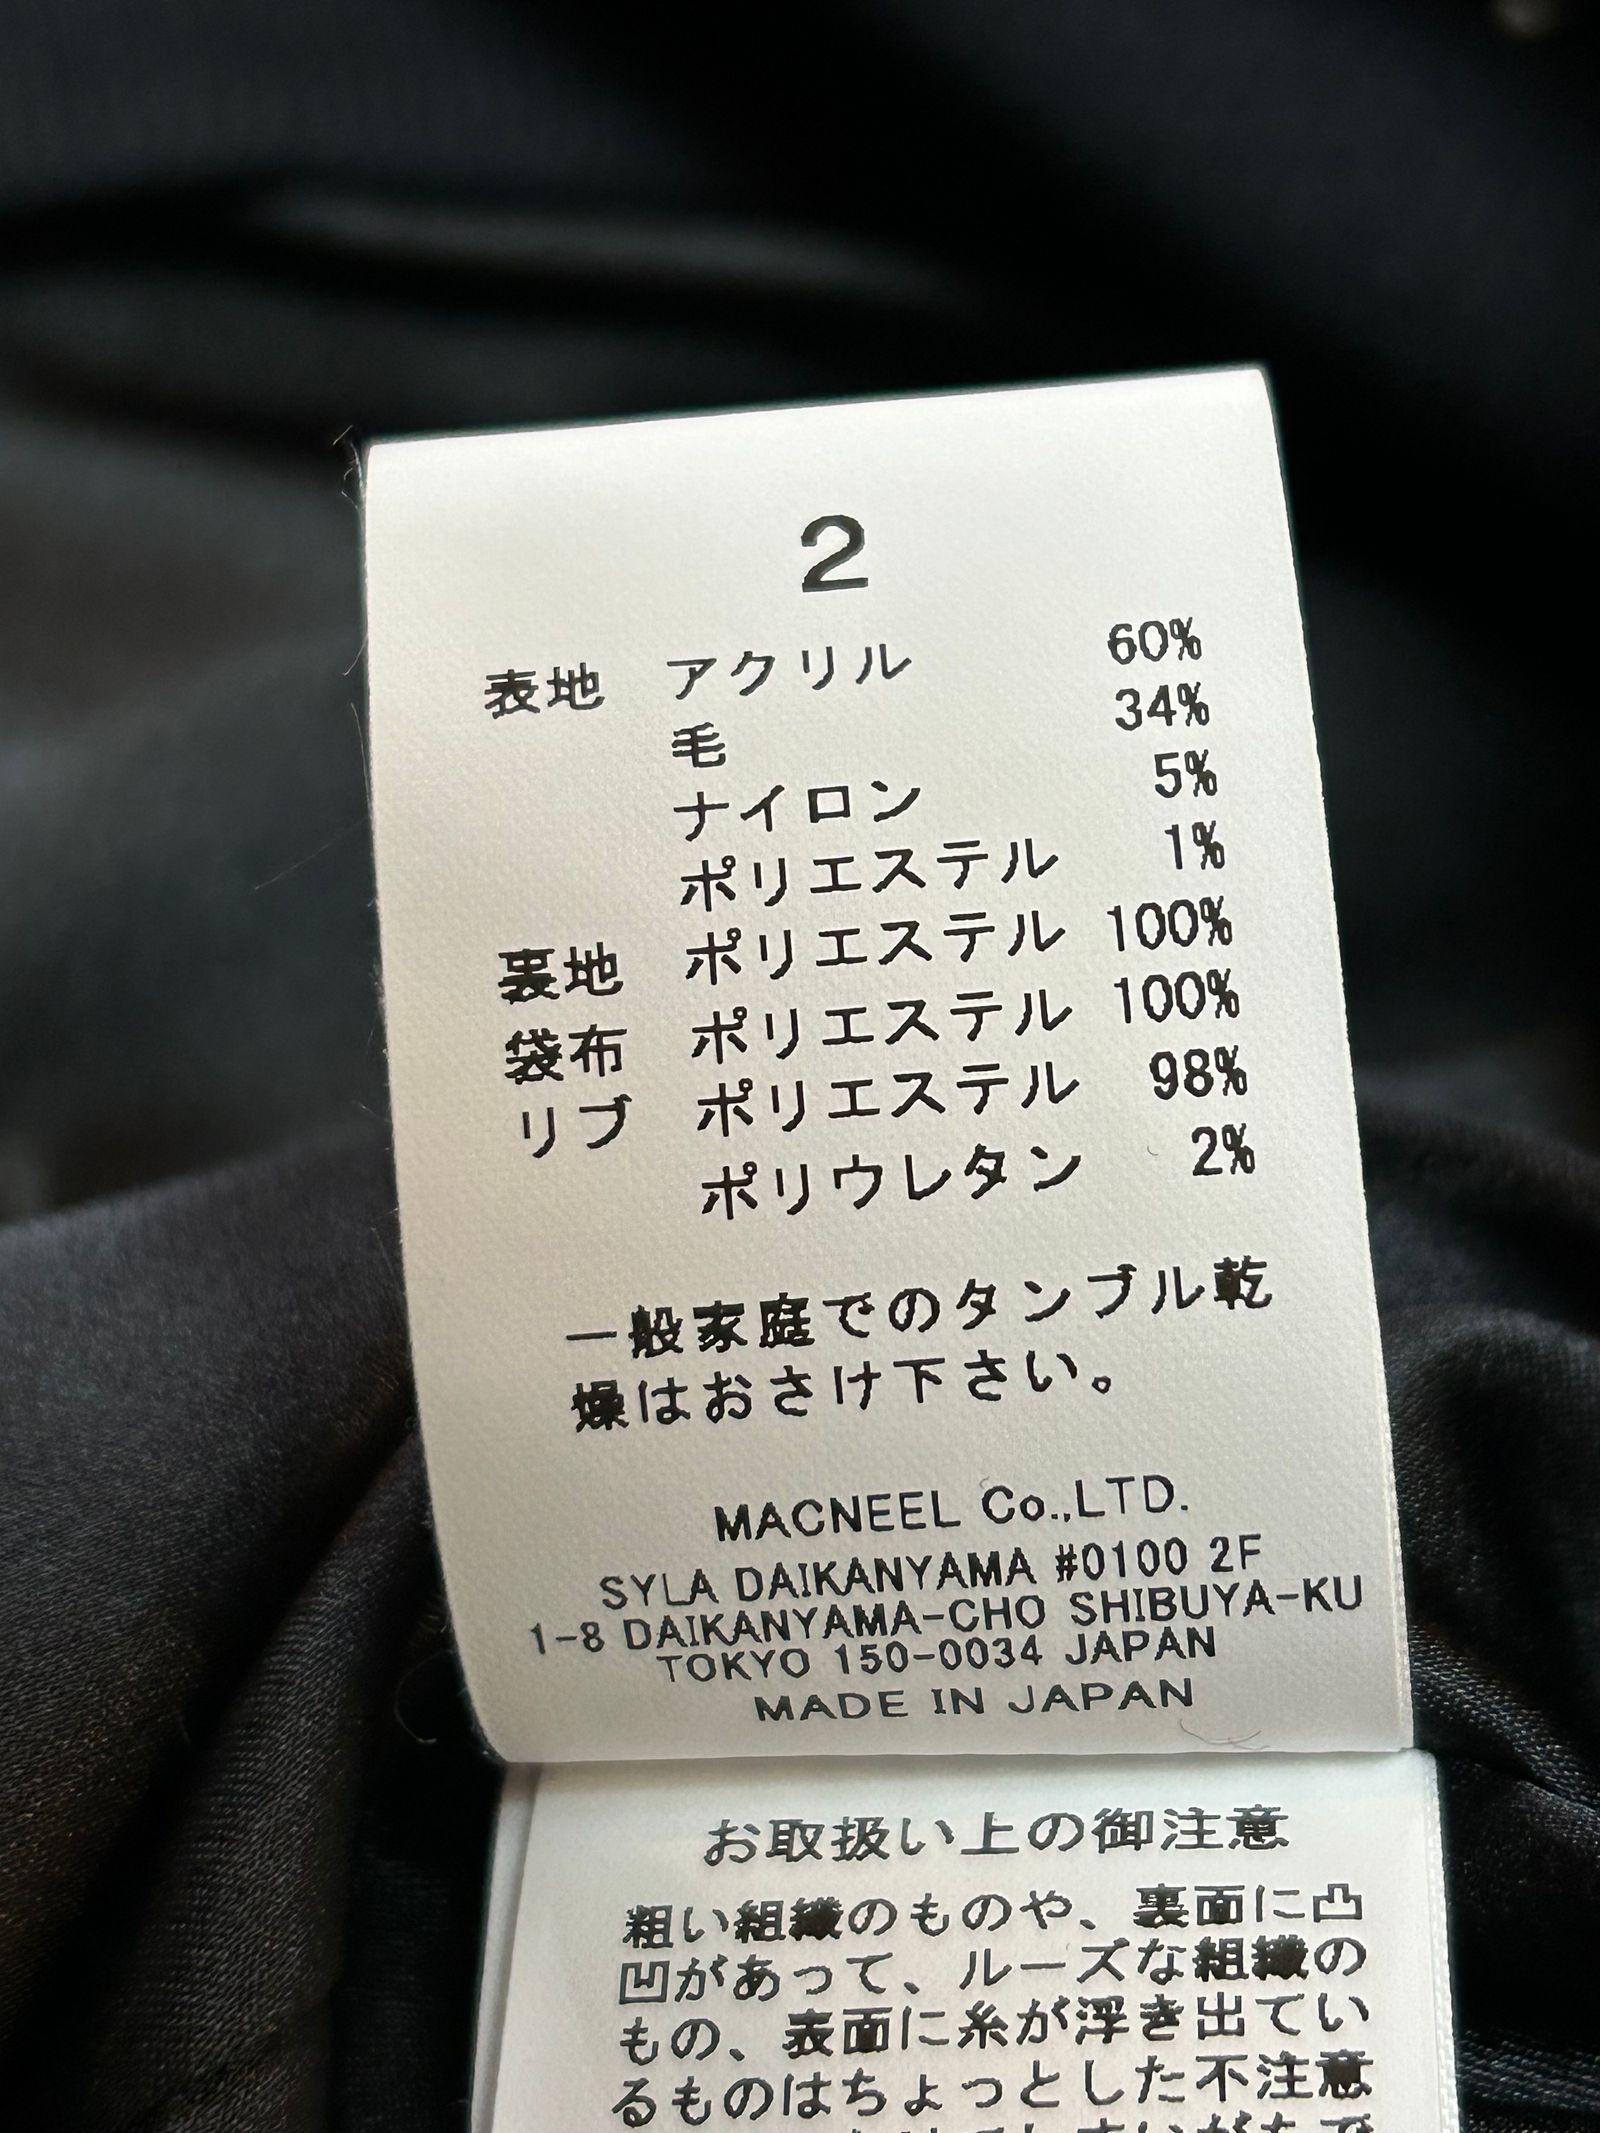 2
表地 アクリル 60%
毛 34%
ナイロン 5%
ポリエステル 1%
裏地 ポリエステル 100%
袋布 ポリエステル 100%
リブ ポリエステル 98%
ポリウレタン 2%
一般家庭でのタンブル乾
燥はおさけ下さい。
MACNEEL Co.,LTD.
SYLA DAIKANYAMA #0100 2F
1-8 DAIKANYAMA-CHO SHIBUYA-KU
TOKYO 150-0034 JAPAN
MADE IN JAPAN
お取扱い上の御注意
粗い組織のものや、裏面に凸
凹があって、ルーズな組織の
もの、表面に糸が浮き出てい
るものはちょっとした不注意